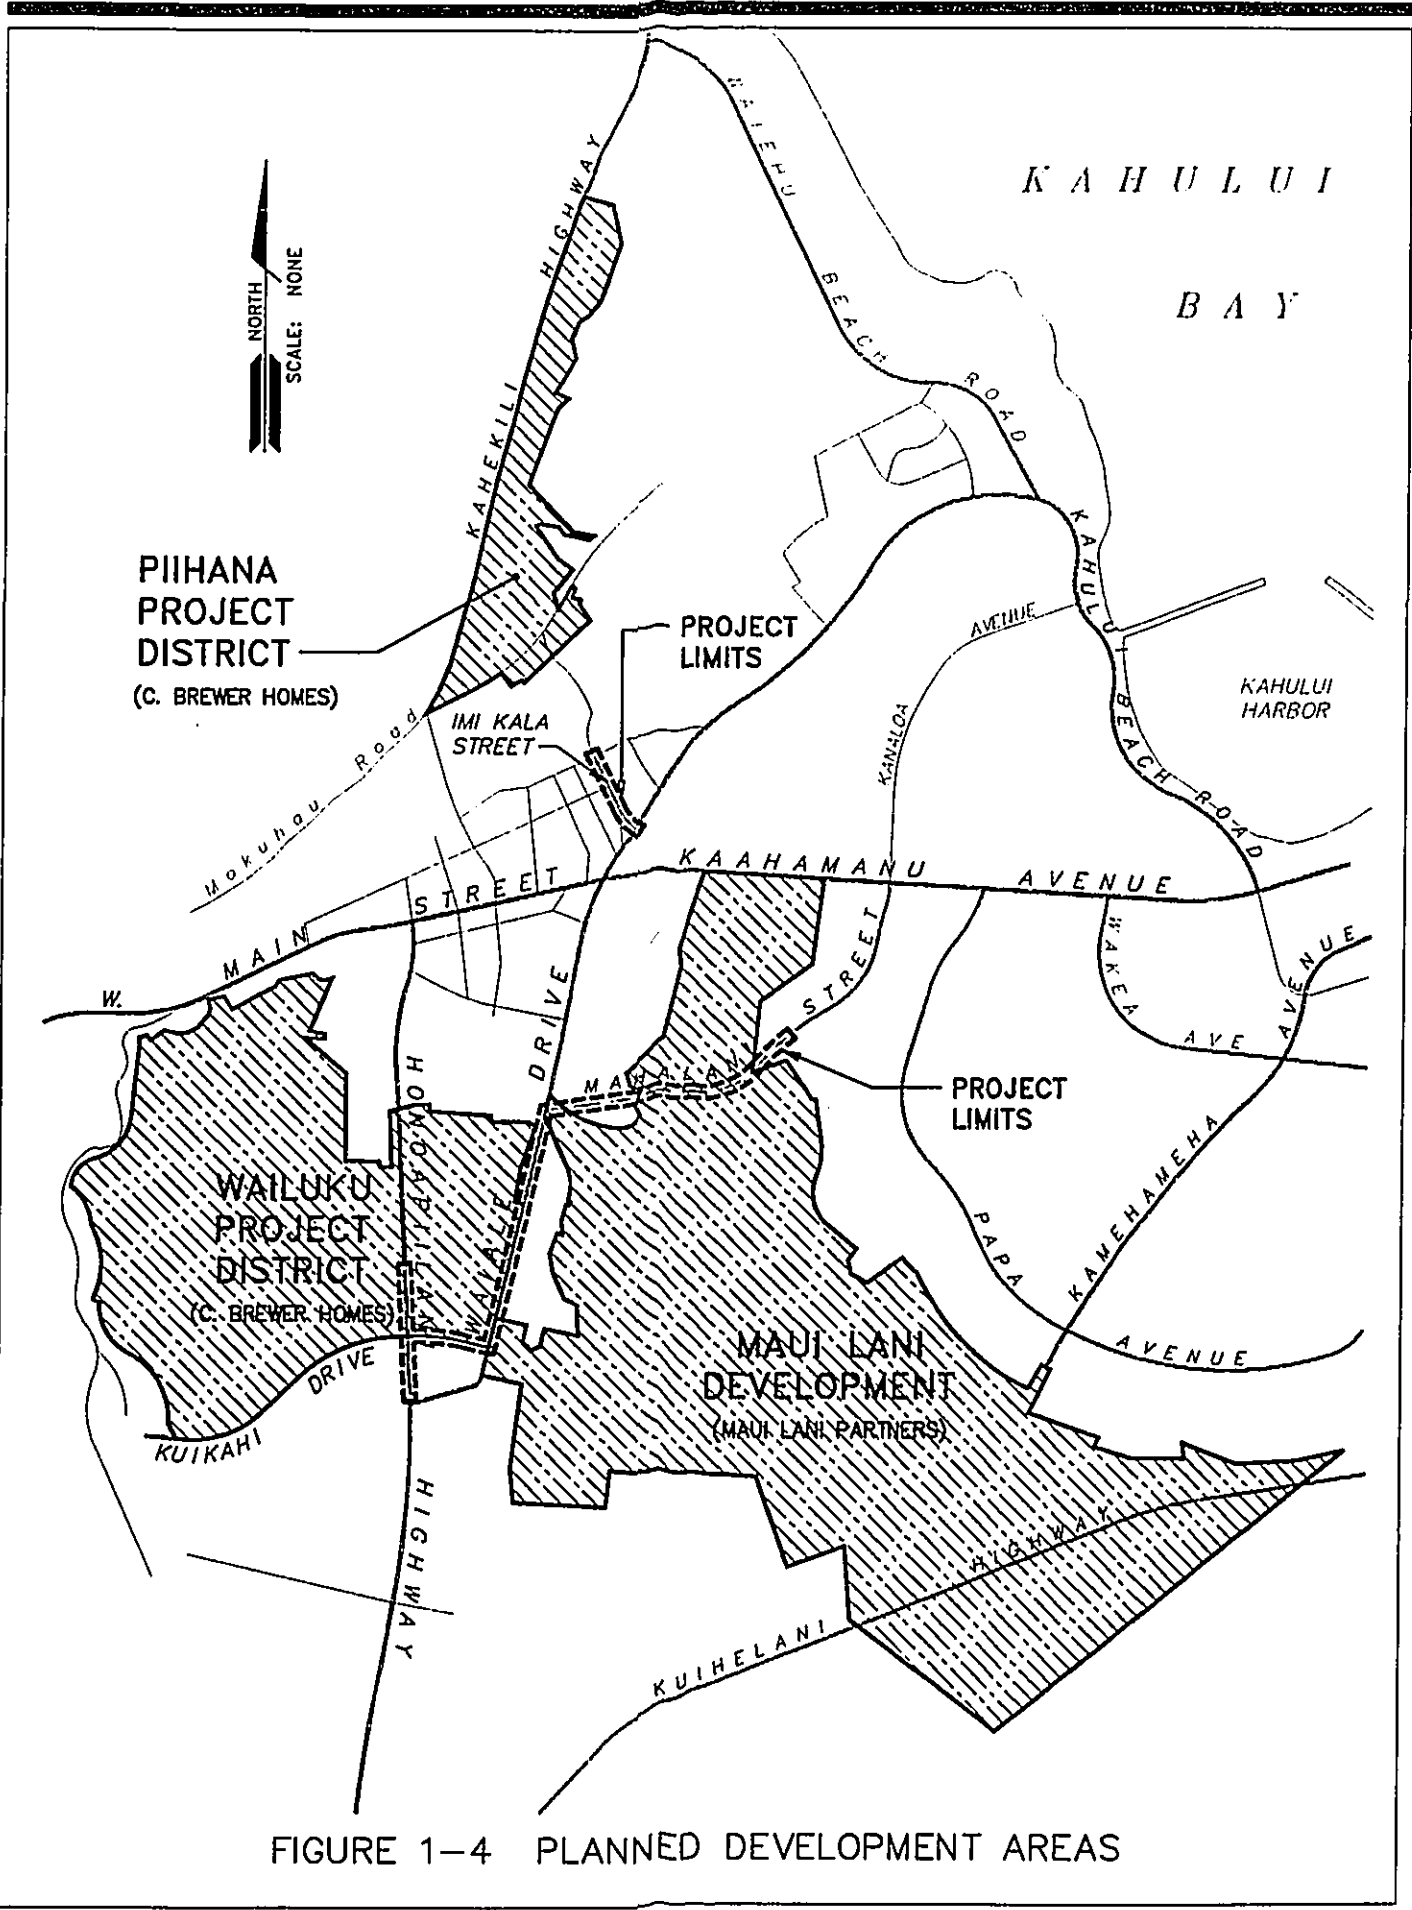 KAHULUI
BAY
WAIEHU BEACH ROAD
KAHEKILI HIGHWAY
NORTH
SCALE: NONE
PIIHANA
PROJECT
DISTRICT
(C. BREWER HOMES)
PROJECT
LIMITS
IMI KALA
STREET
Mokuhau Road
KANALOA AVENUE
KAHULUI BEACH ROAD
KAHULUI
HARBOR
W. MAIN STREET
KAAHAMANU AVENUE
WAKEA AVE
KAMEHAMEHA AVENUE
MAHALANI STREET
PROJECT
LIMITS
WAIALE DRIVE
HONOAPIILANI HIGHWAY
PAPA AVENUE
WAILUKU
PROJECT
DISTRICT
(C. BREWER HOMES)
MAUI LANI
DEVELOPMENT
(MAUI LANI PARTNERS)
KUIKAHI DRIVE
KUIHELANI HIGHWAY
FIGURE 1-4 PLANNED DEVELOPMENT AREAS